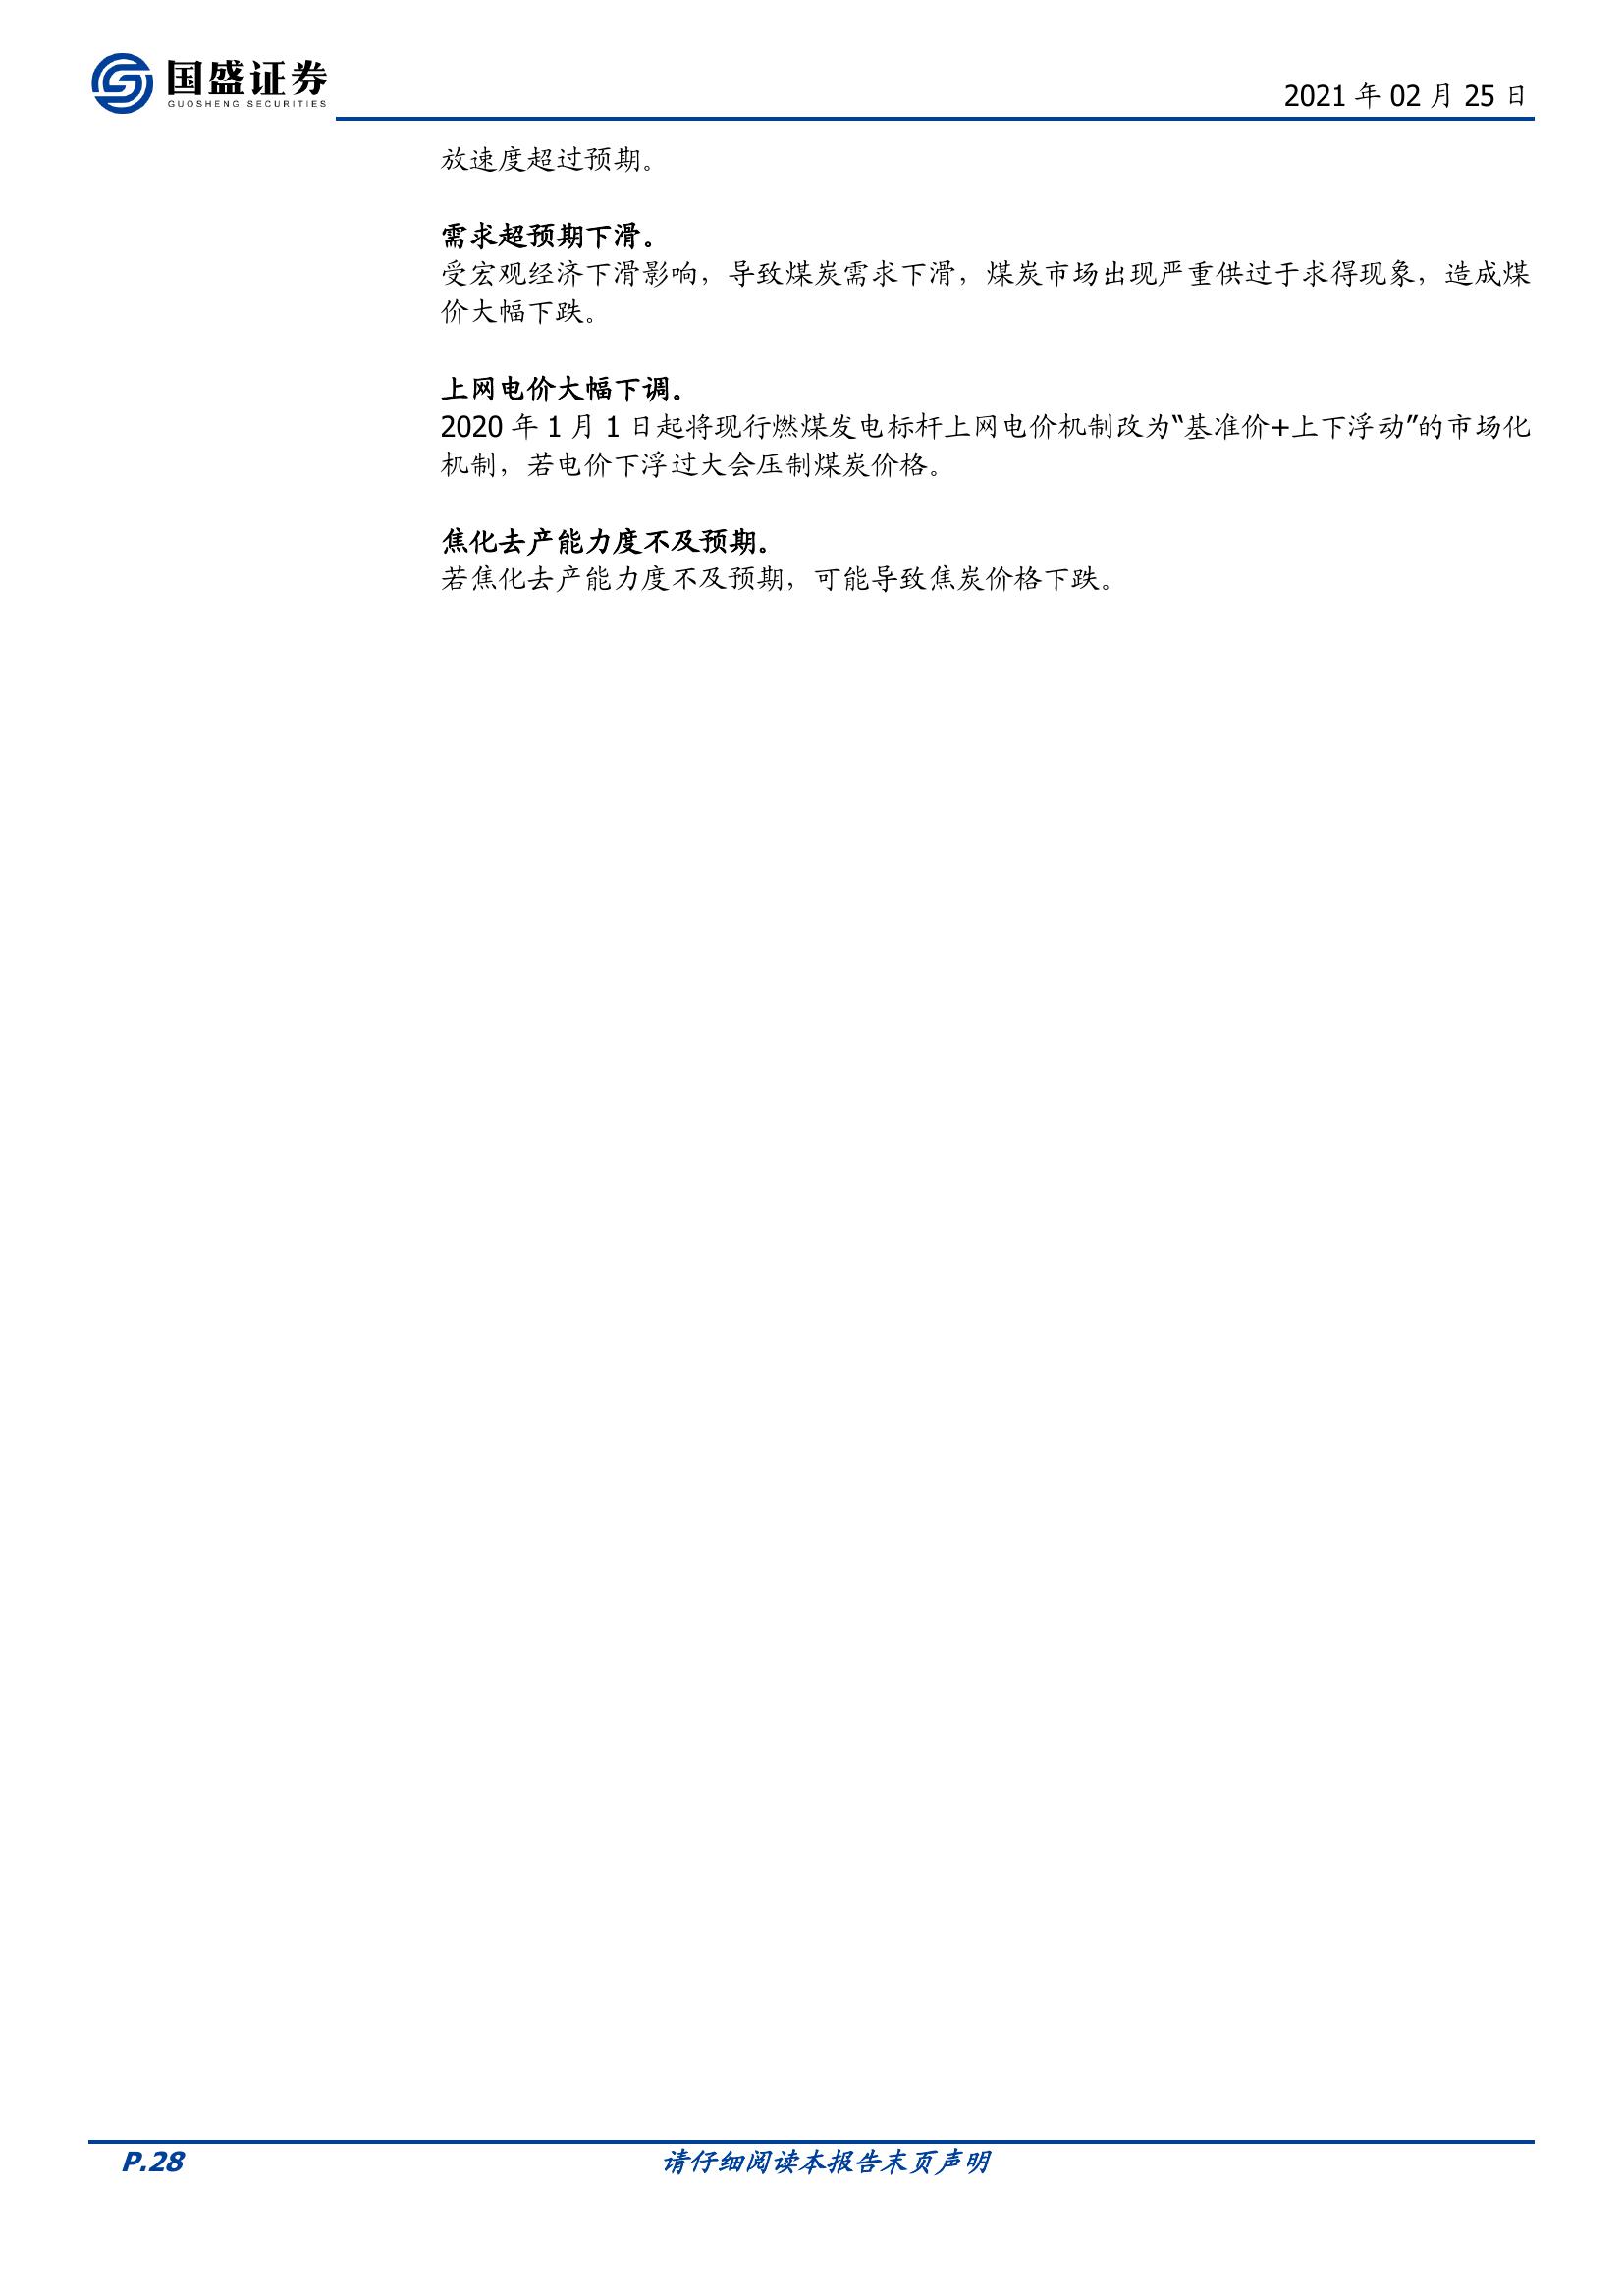 国盛证券
GUOSHENG SECURITIES
2021 年 02 月 25 日
放速度超过预期。
需求超预期下滑。
受宏观经济下滑影响，导致煤炭需求下滑，煤炭市场出现严重供过于求得现象，造成煤
价大幅下跌。
上网电价大幅下调。
2020 年 1 月 1 日起将现行燃煤发电标杆上网电价机制改为“基准价+上下浮动”的市场化
机制，若电价下浮过大会压制煤炭价格。
焦化去产能力度不及预期。
若焦化去产能力度不及预期，可能导致焦炭价格下跌。
P.28
请仔细阅读本报告末页声明